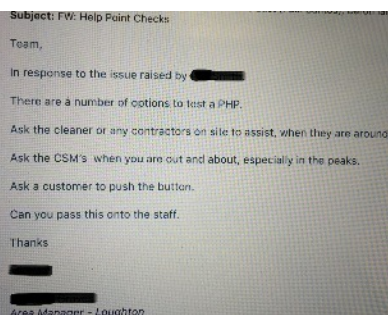 Subject: FW: Help Point Checks
Team,
In response to the issue raised by
There are a number of options to test a PHP.
Ask the cleaner or any contractors on site to assist, when they are around
Ask the CSM's when you are out and about, especially in the peaks.
Ask a customer to push the button.
Can you pass this onto the staff.
Thanks
Area Manager - Loughton